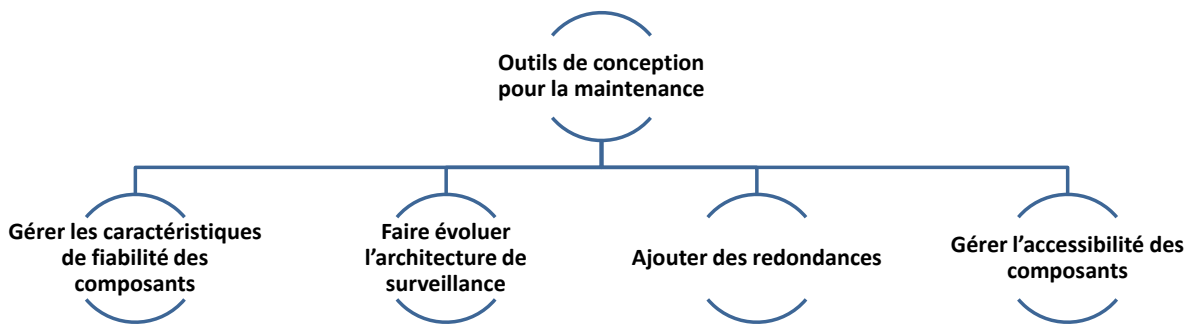 Outils de conception
pour la maintenance
Gérer les caractéristiques
de fiabilité des
composants
Faire évoluer
l’architecture de
surveillance
Ajouter des redondances
Gérer l’accessibilité des
composants